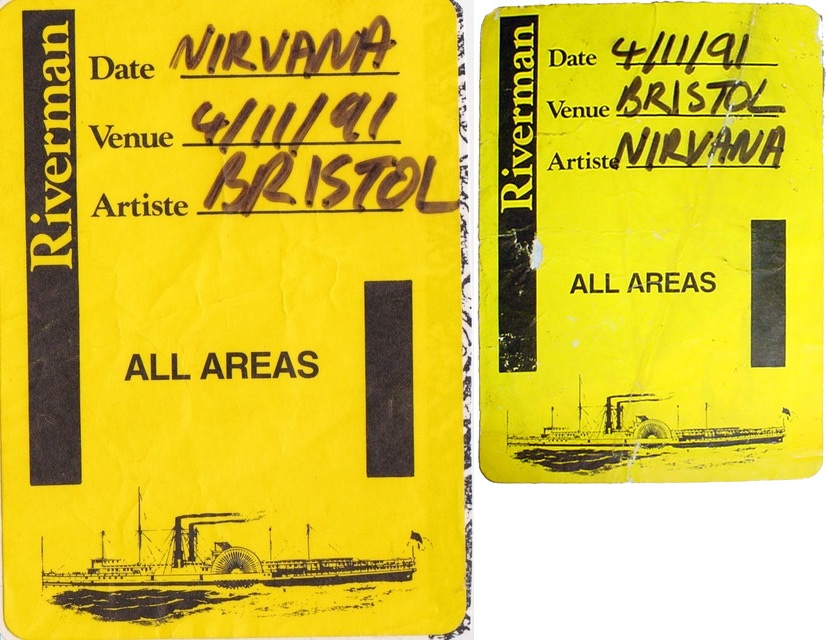 Riverman
Date NIRVANA
Venue 4/11/91
Artiste BRISTOL
ALL AREAS
Riverman
Date 4/11/91
Venue BRISTOL
Artiste NIRVANA
ALL AREAS